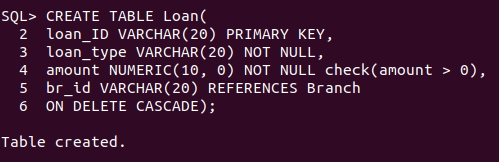 SQL> CREATE TABLE Loan(
2 loan_ID VARCHAR(20) PRIMARY KEY,
3 loan_type VARCHAR(20) NOT NULL,
4 amount NUMERIC(10, 0) NOT NULL check(amount > 0),
5 br_id VARCHAR(20) REFERENCES Branch
6 ON DELETE CASCADE);
Table created.